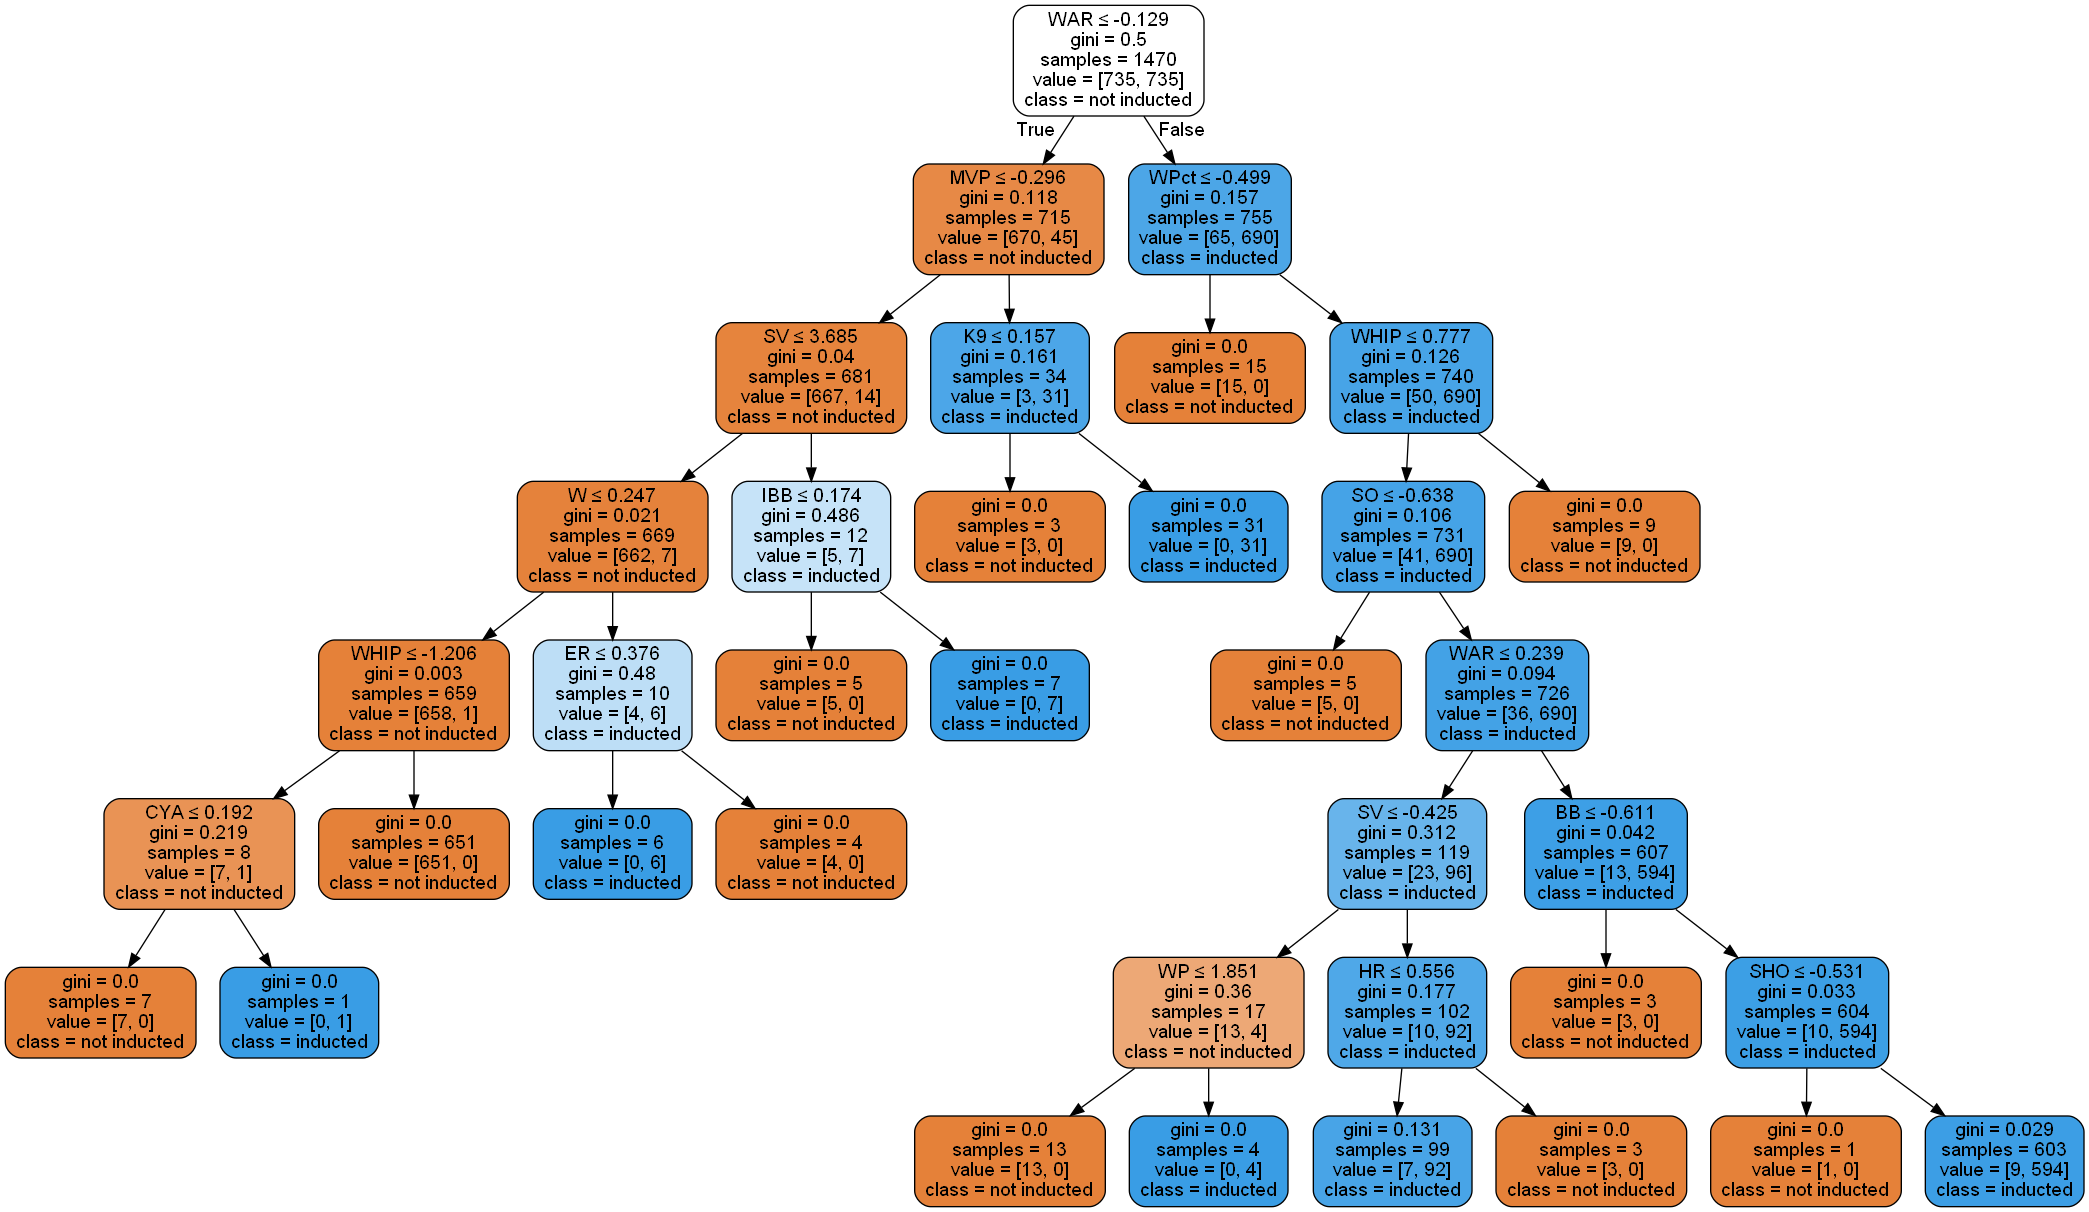 WAR ≤ -0.129
gini = 0.5
samples = 1470
value = [735, 735]
class = not inducted
True
False
MVP ≤ -0.296
gini = 0.118
samples = 715
value = [670, 45]
class = not inducted
WPct ≤ -0.499
gini = 0.157
samples = 755
value = [65, 690]
class = inducted
SV ≤ 3.685
gini = 0.04
samples = 681
value = [667, 14]
class = not inducted
K9 ≤ 0.157
gini = 0.161
samples = 34
value = [3, 31]
class = inducted
gini = 0.0
samples = 15
value = [15, 0]
class = not inducted
WHIP ≤ 0.777
gini = 0.126
samples = 740
value = [50, 690]
class = inducted
W ≤ 0.247
gini = 0.021
samples = 669
value = [662, 7]
class = not inducted
IBB ≤ 0.174
gini = 0.486
samples = 12
value = [5, 7]
class = inducted
gini = 0.0
samples = 3
value = [3, 0]
class = not inducted
gini = 0.0
samples = 31
value = [0, 31]
class = inducted
SO ≤ -0.638
gini = 0.106
samples = 731
value = [41, 690]
class = inducted
gini = 0.0
samples = 9
value = [9, 0]
class = not inducted
WHIP ≤ -1.206
gini = 0.003
samples = 659
value = [658, 1]
class = not inducted
ER ≤ 0.376
gini = 0.48
samples = 10
value = [4, 6]
class = inducted
gini = 0.0
samples = 5
value = [5, 0]
class = not inducted
gini = 0.0
samples = 7
value = [0, 7]
class = inducted
gini = 0.0
samples = 5
value = [5, 0]
class = not inducted
WAR ≤ 0.239
gini = 0.094
samples = 726
value = [36, 690]
class = inducted
CYA ≤ 0.192
gini = 0.219
samples = 8
value = [7, 1]
class = not inducted
gini = 0.0
samples = 651
value = [651, 0]
class = not inducted
gini = 0.0
samples = 6
value = [0, 6]
class = inducted
gini = 0.0
samples = 4
value = [4, 0]
class = not inducted
SV ≤ -0.425
gini = 0.312
samples = 119
value = [23, 96]
class = inducted
BB ≤ -0.611
gini = 0.042
samples = 607
value = [13, 594]
class = inducted
gini = 0.0
samples = 7
value = [7, 0]
class = not inducted
gini = 0.0
samples = 1
value = [0, 1]
class = inducted
WP ≤ 1.851
gini = 0.36
samples = 17
value = [13, 4]
class = not inducted
HR ≤ 0.556
gini = 0.177
samples = 102
value = [10, 92]
class = inducted
gini = 0.0
samples = 3
value = [3, 0]
class = not inducted
SHO ≤ -0.531
gini = 0.033
samples = 604
value = [10, 594]
class = inducted
gini = 0.0
samples = 13
value = [13, 0]
class = not inducted
gini = 0.0
samples = 4
value = [0, 4]
class = inducted
gini = 0.131
samples = 99
value = [7, 92]
class = inducted
gini = 0.0
samples = 3
value = [3, 0]
class = not inducted
gini = 0.0
samples = 1
value = [1, 0]
class = not inducted
gini = 0.029
samples = 603
value = [9, 594]
class = inducted